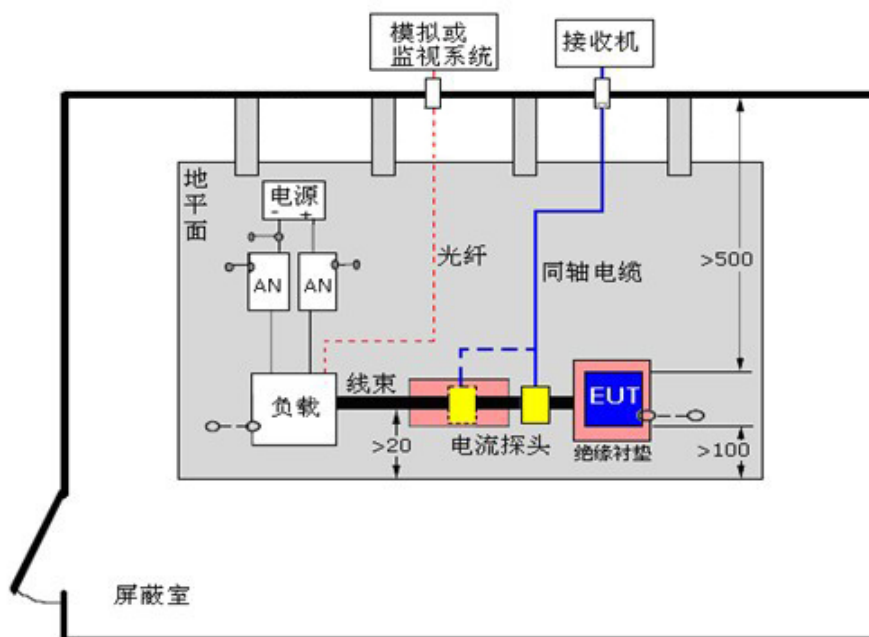 模拟或
监视系统
接收机
地平面
电源
- +
AN
AN
光纤
同轴电缆
>500
线束
负载
EUT
>20
电流探头
绝缘衬垫
>100
屏蔽室